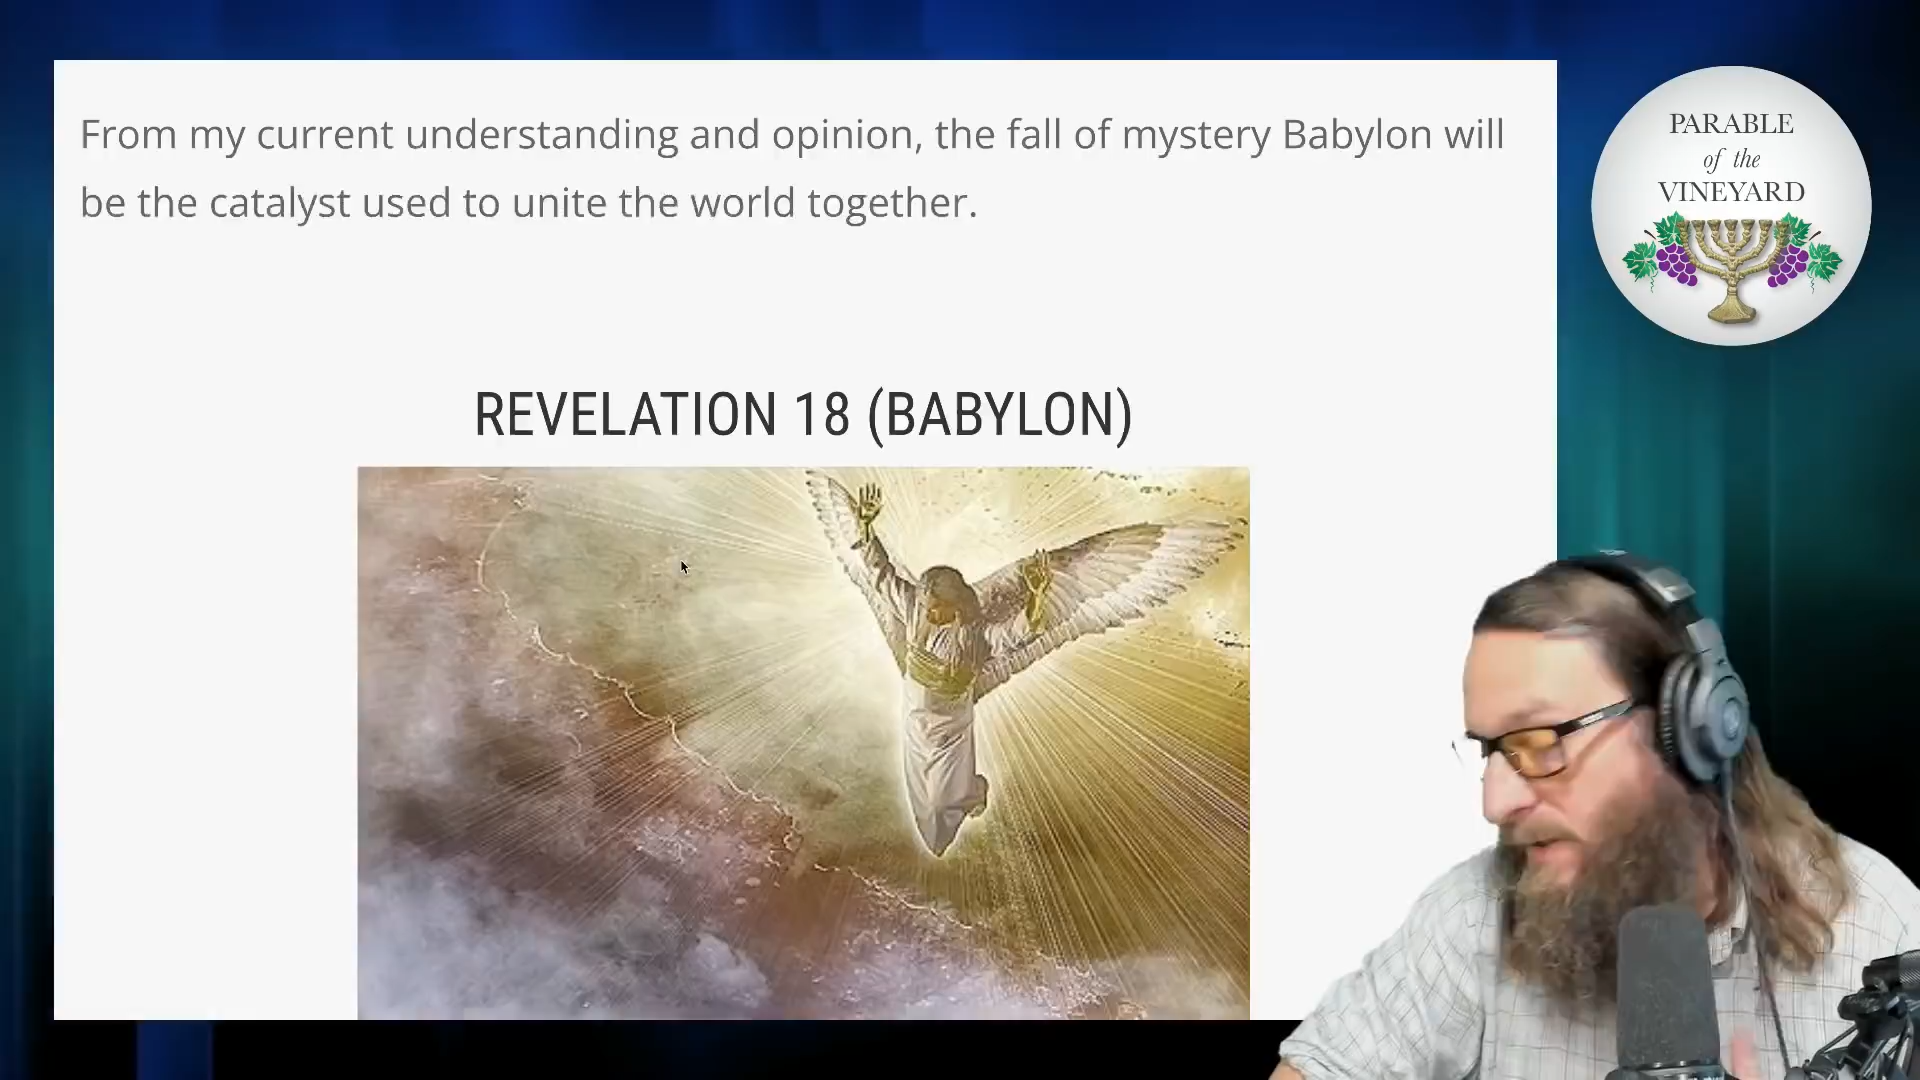 From my current understanding and opinion, the fall of mystery Babylon will
be the catalyst used to unite the world together.
REVELATION 18 (BABYLON)
PARABLE
of the
VINEYARD